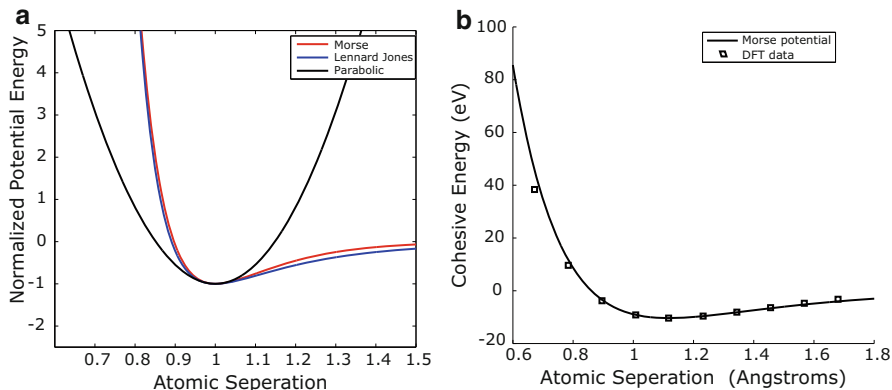 a
5
4
3
2
1
0
-1
-2
Normalized Potential Energy
Morse
Lennard Jones
Parabolic
0.7 0.8 0.9 1 1.1 1.2 1.3 1.4 1.5
Atomic Seperation
b
100
80
60
40
20
0
-20
Cohesive Energy (eV)
Morse potential
DFT data
0.6 0.8 1 1.2 1.4 1.6 1.8
Atomic Seperation (Angstroms)